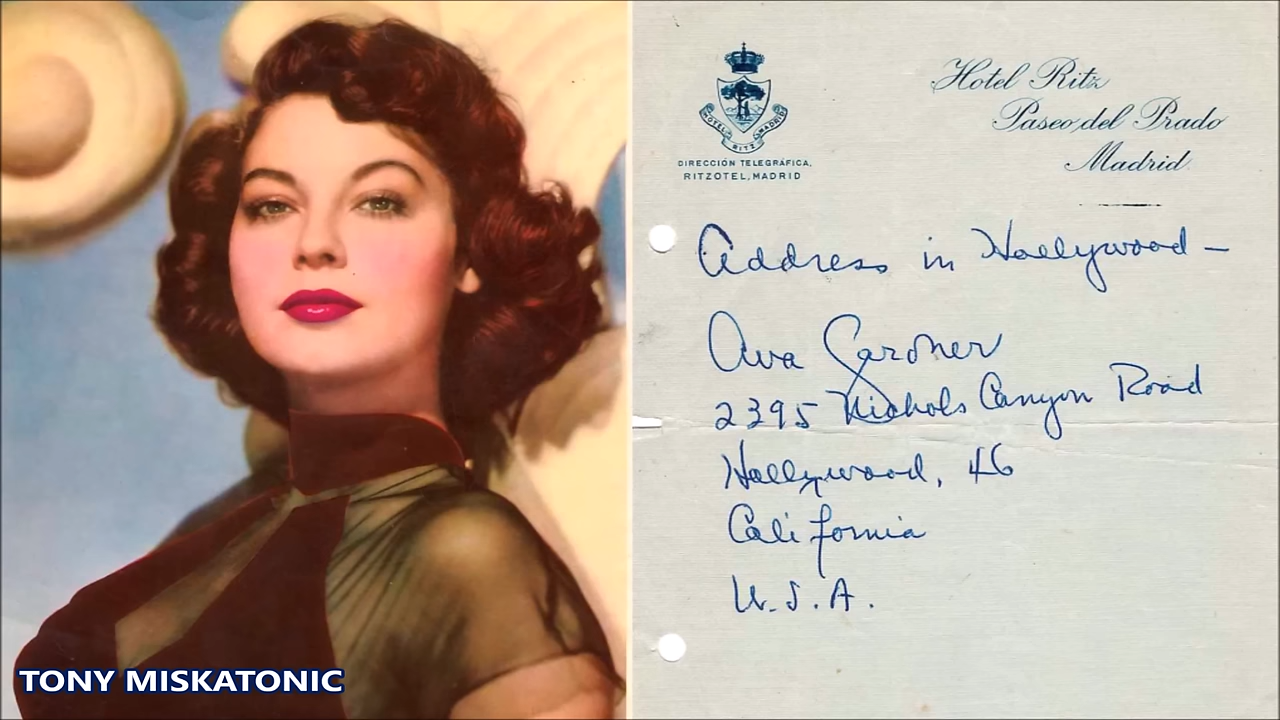 TONY MISKATONIC
HOTEL RITZ MADRID
DIRECCIÓN TELEGRÁFICA,
RITZOTEL, MADRID
Hotel Ritz
Paseo del Prado
Madrid
Address in Hollywood –
Ava Gardner
2395 Nichols Canyon Road
Hollywood, 46
California
U.S.A.